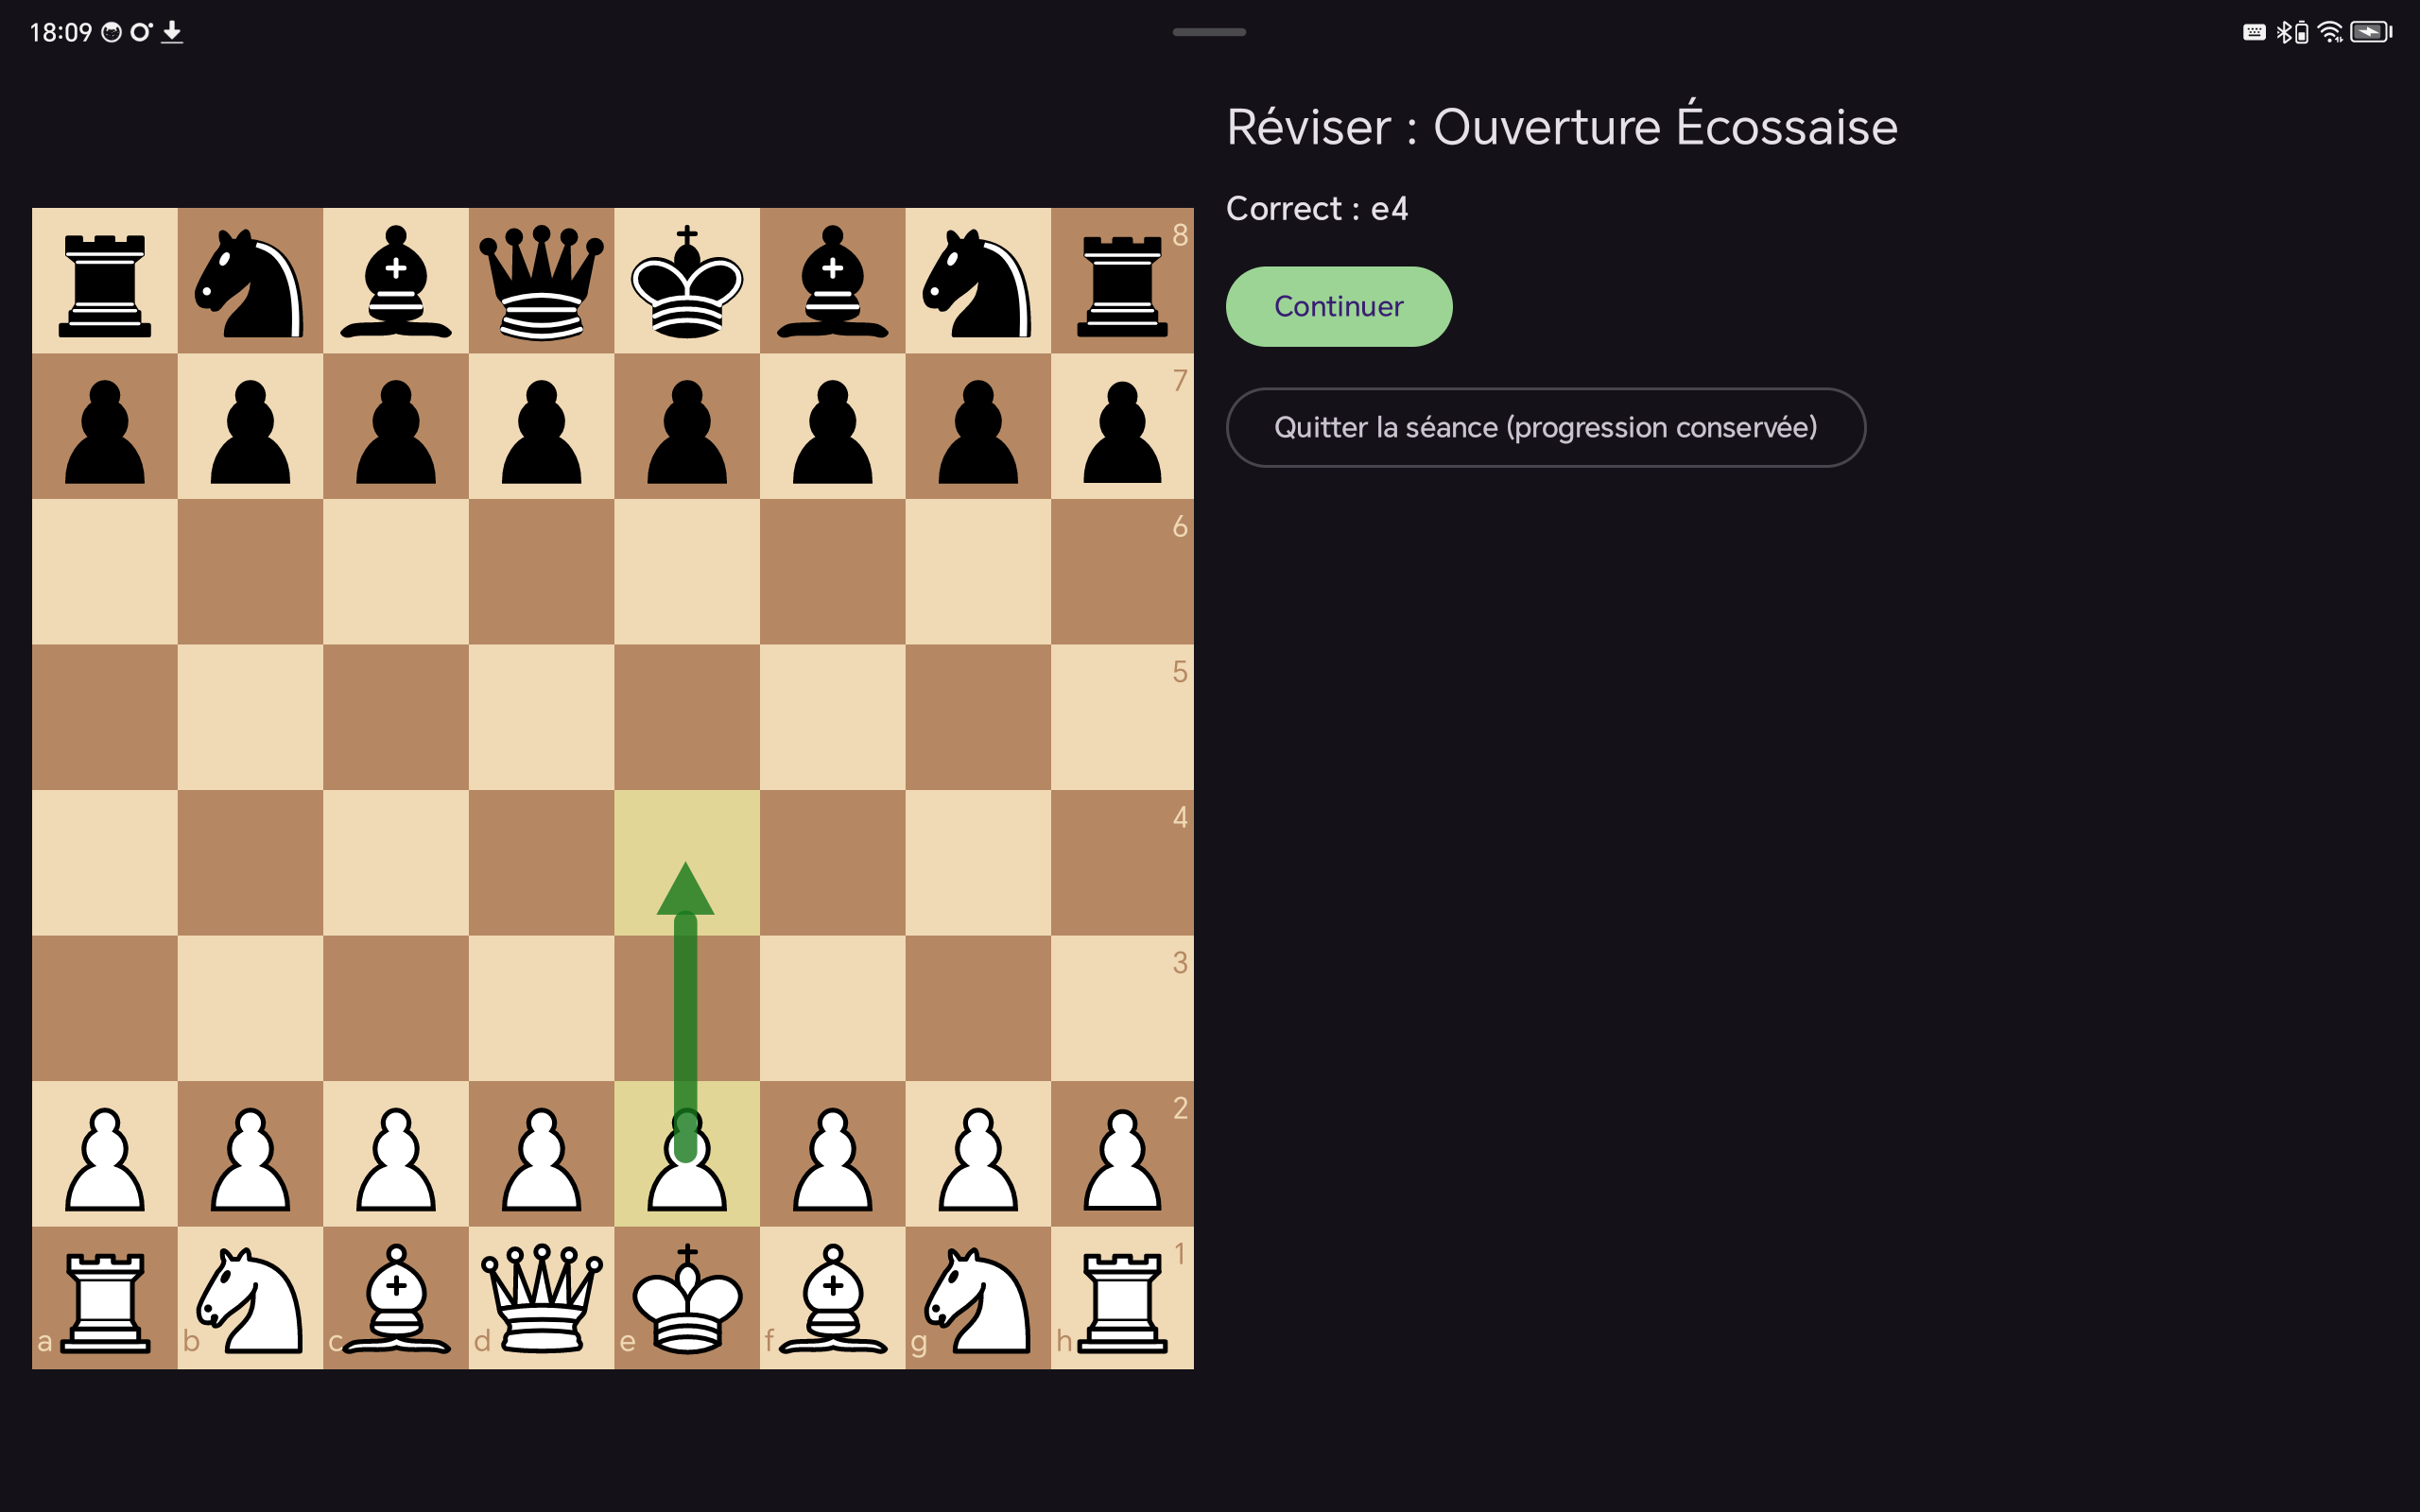 18:09
Réviser : Ouverture Écossaise
Correct : e4
Continuer
Quitter la séance (progression conservée)
8
7
6
5
4
3
2
1
a b c d e f g h